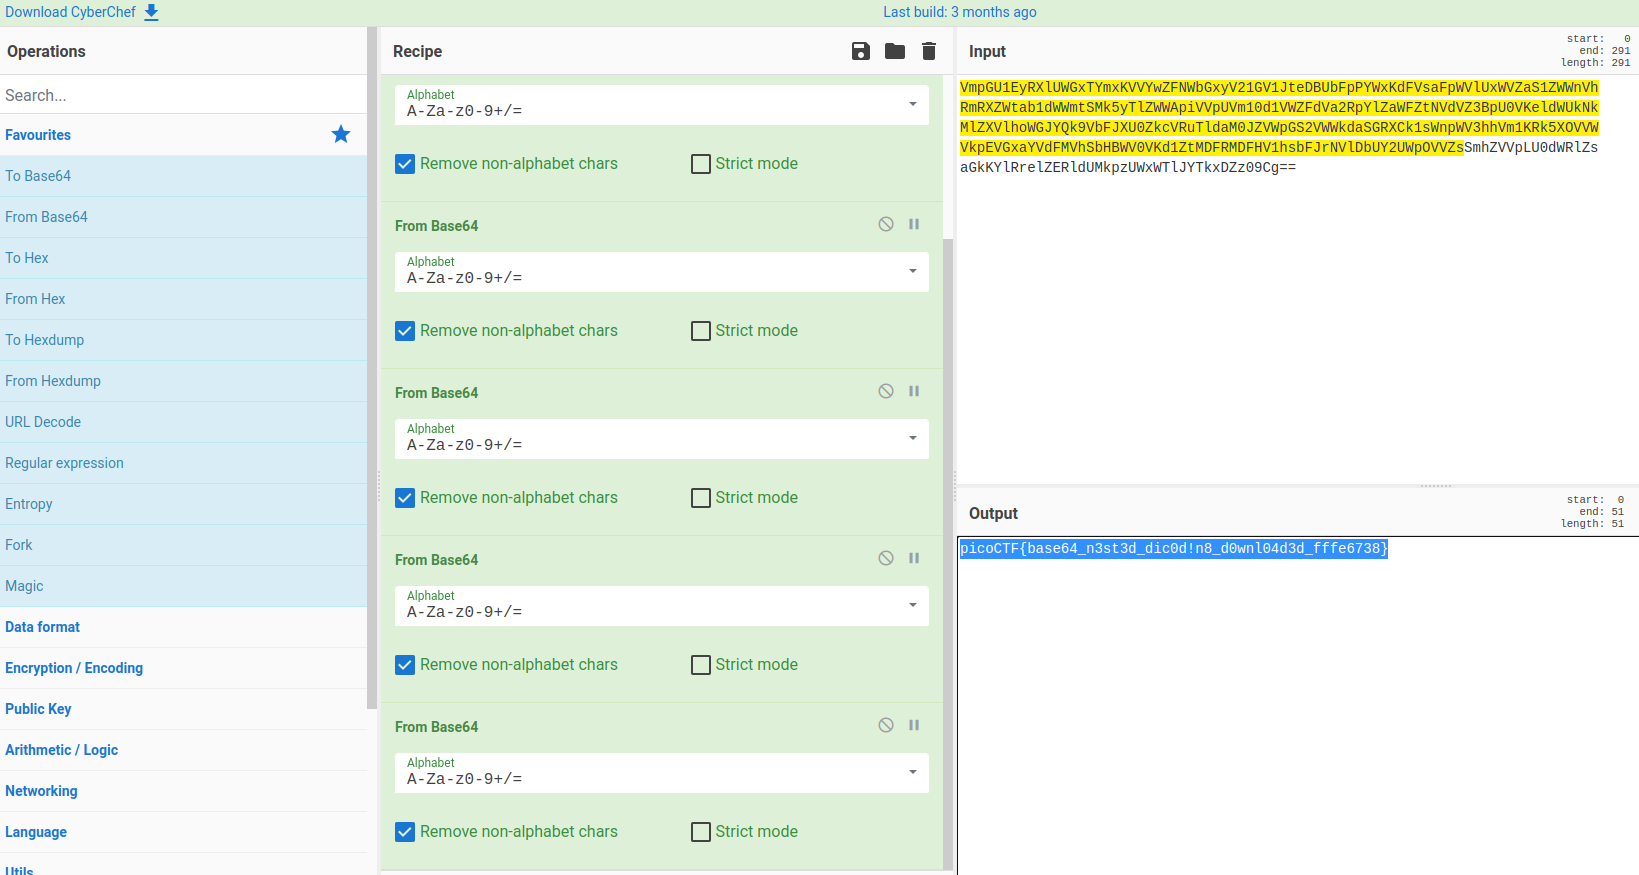 Download CyberChef
Last build: 3 months ago
Operations
Search...
Favourites
To Base64
From Base64
To Hex
From Hex
To Hexdump
From Hexdump
URL Decode
Regular expression
Entropy
Fork
Magic
Data format
Encryption / Encoding
Public Key
Arithmetic / Logic
Networking
Language
Utils
Recipe
Alphabet
A-Za-z0-9+/=
Remove non-alphabet chars
Strict mode
From Base64
Alphabet
A-Za-z0-9+/=
Remove non-alphabet chars
Strict mode
From Base64
Alphabet
A-Za-z0-9+/=
Remove non-alphabet chars
Strict mode
From Base64
Alphabet
A-Za-z0-9+/=
Remove non-alphabet chars
Strict mode
From Base64
Alphabet
A-Za-z0-9+/=
Remove non-alphabet chars
Strict mode
Input
start: 0
end: 291
length: 291
VmpGU1EyRXlUWGxTYmxKVVYwZFNWbGxyV21GV1JteDBUbFpPYWxKdFVsaFpWVlUxWVZaS1ZWWnVh
RmRXZWtab1dWWmtSMk5yTlZWApiVVpUVm10d1VWZFdVa2RpYlZaWFZtNVdVZ3BpU0VKeldWUkNk
MlZXVlhoWGJYQk9VbFJXU0ZkcVRuTldaM0JZVWpGS2VWWkdaSGRXCk1sWnpWV3hhVm1KRk5XOVVW
VkpEVGxaYVdFMVhSbHBWV0VKd1ZtMDFRMDFHV1hsbFJrNVlDbUY2UWpOVVZsSmhZVVpLU0dWRlZs
aGkKYlRrelZERldUMkpzUWxWTlJYTkxDZz09Cg==
Output
start: 0
end: 51
length: 51
picoCTF{base64_n3st3d_dic0d!n8_d0wnl04d3d_fffe6738}